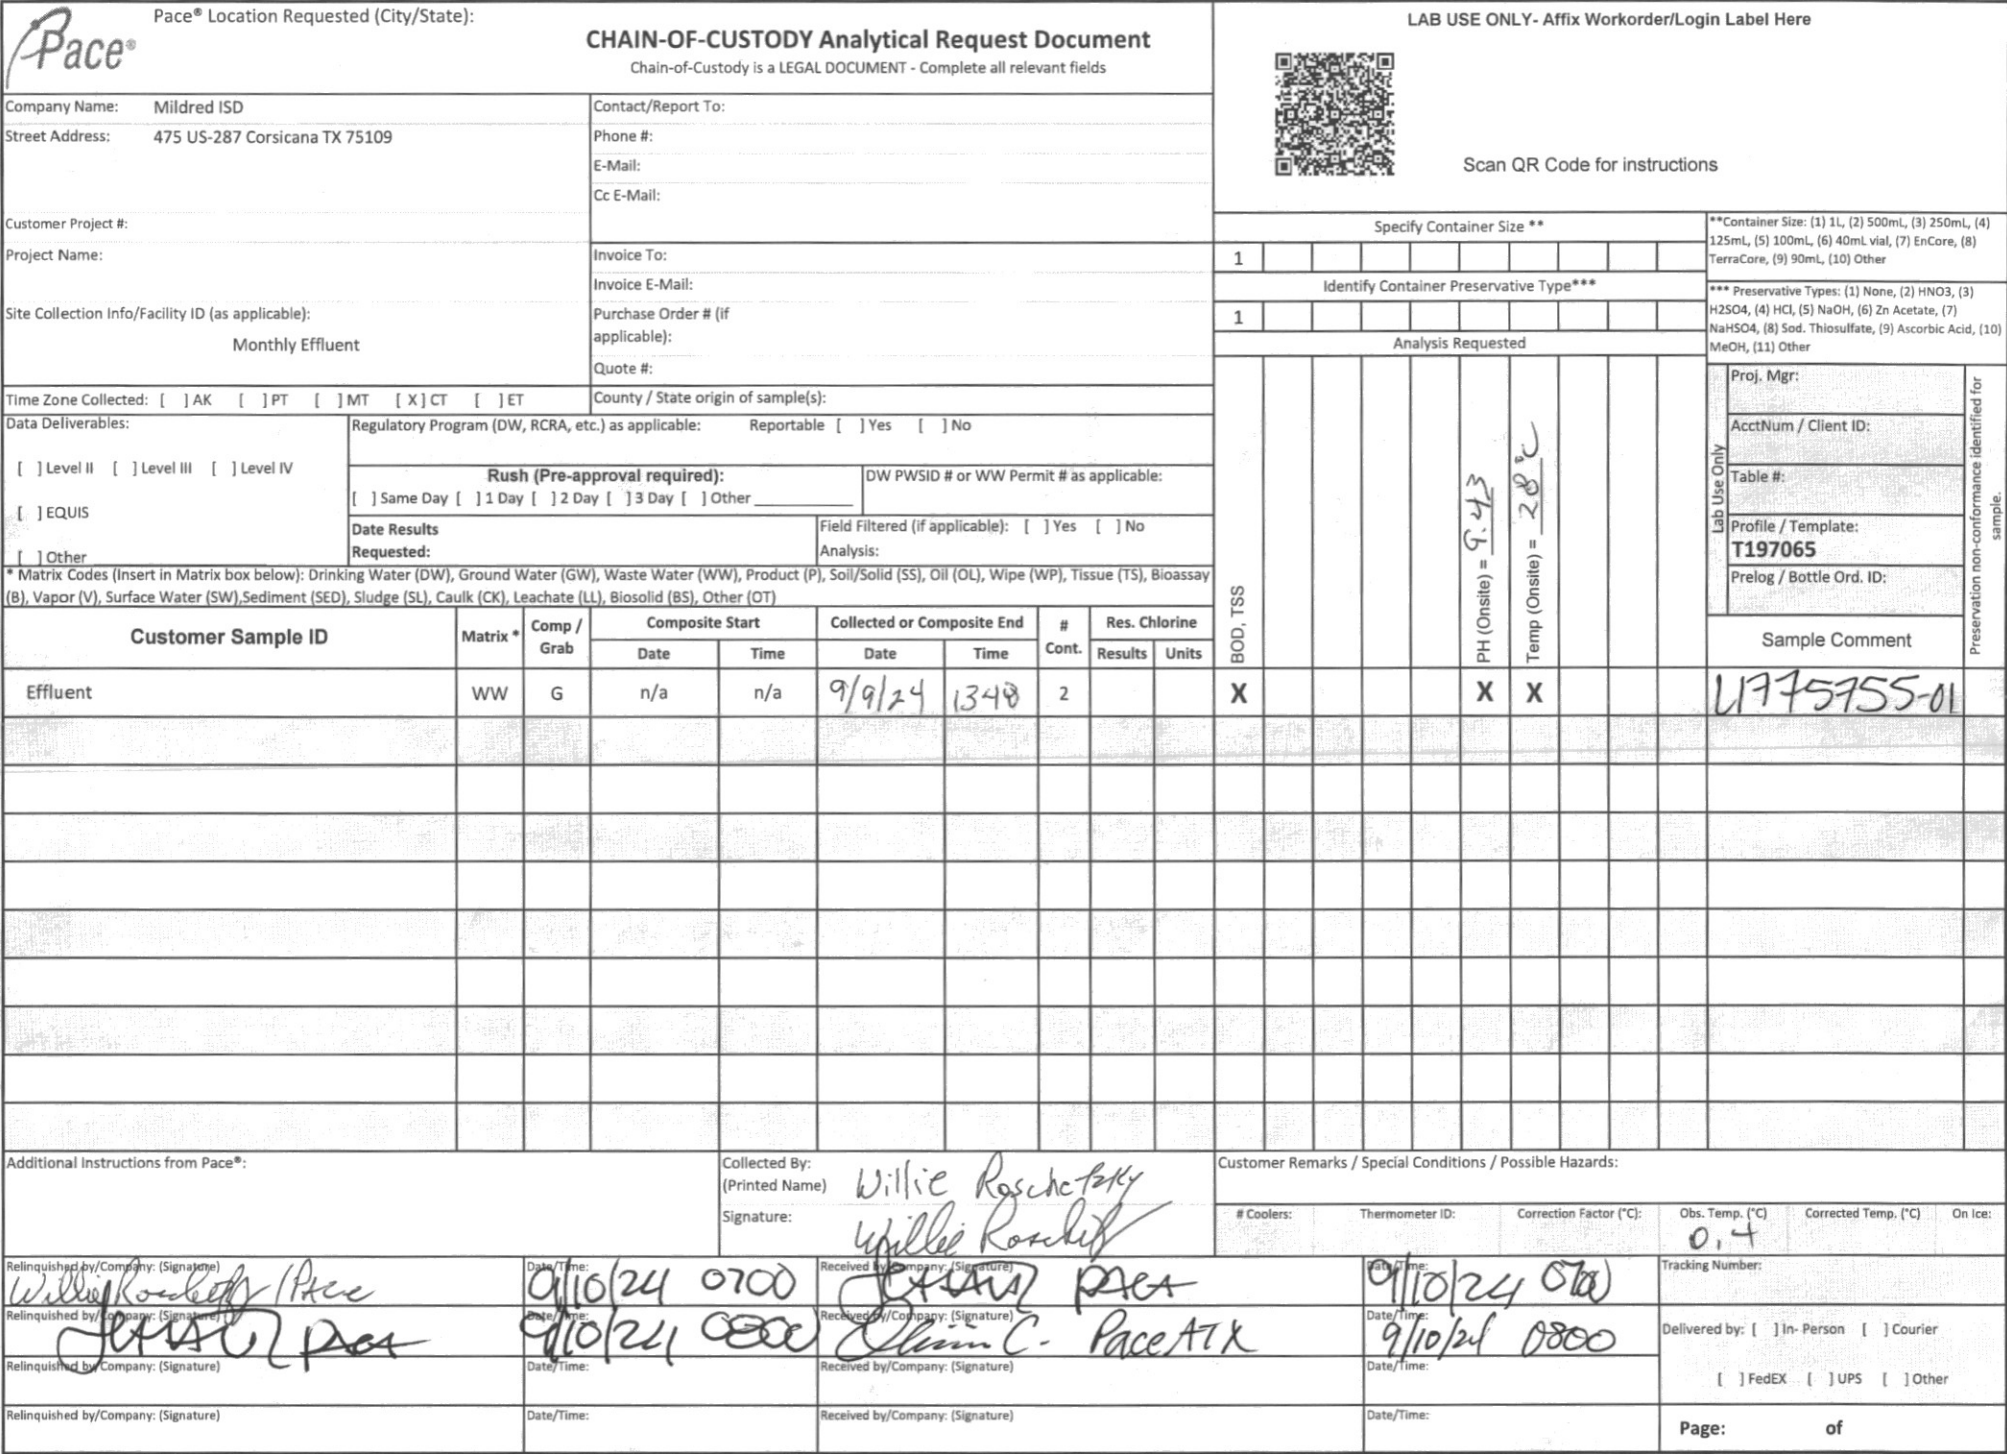 Pace®
Pace® Location Requested (City/State):
CHAIN-OF-CUSTODY Analytical Request Document
Chain-of-Custody is a LEGAL DOCUMENT - Complete all relevant fields
LAB USE ONLY- Affix Workorder/Login Label Here
Scan QR Code for instructions
Company Name: Mildred ISD
Street Address: 475 US-287 Corsicana TX 75109
Customer Project #:
Project Name:
Site Collection Info/Facility ID (as applicable):
Monthly Effluent
Contact/Report To:
Phone #:
E-Mail:
Cc E-Mail:
Invoice To:
Invoice E-Mail:
Purchase Order # (if
applicable):
Quote #:
Specify Container Size **
1
Identify Container Preservative Type***
1
Analysis Requested
**Container Size: (1) 1L, (2) 500mL, (3) 250mL, (4)
125mL, (5) 100mL, (6) 40mL vial, (7) EnCore, (8)
TerraCore, (9) 90mL, (10) Other
*** Preservative Types: (1) None, (2) HNO3, (3)
H2SO4, (4) HCl, (5) NaOH, (6) Zn Acetate, (7)
NaHSO4, (8) Sod. Thiosulfate, (9) Ascorbic Acid, (10)
MeOH, (11) Other
Time Zone Collected: [ ] AK [ ] PT [ ] MT [ X ] CT [ ] ET
County / State origin of sample(s):
Data Deliverables:
[ ] Level II [ ] Level III [ ] Level IV
[ ] EQUIS
[ ] Other
Regulatory Program (DW, RCRA, etc.) as applicable: Reportable [ ] Yes [ ] No
Rush (Pre-approval required):
[ ] Same Day [ ] 1 Day [ ] 2 Day [ ] 3 Day [ ] Other
DW PWSID # or WW Permit # as applicable:
Date Results
Requested:
Field Filtered (if applicable): [ ] Yes [ ] No
Analysis:
* Matrix Codes (Insert in Matrix box below): Drinking Water (DW), Ground Water (GW), Waste Water (WW), Product (P), Soil/Solid (SS), Oil (OL), Wipe (WP), Tissue (TS), Bioassay
(B), Vapor (V), Surface Water (SW),Sediment (SED), Sludge (SL), Caulk (CK), Leachate (LL), Biosolid (BS), Other (OT)
BOD, TSS
PH (Onsite) = 9.43
Temp (Onsite) = 28°C
Lab Use Only
Proj. Mgr:
AcctNum / Client ID:
Table #:
Profile / Template:
T197065
Prelog / Bottle Ord. ID:
Preservation non-conformance identified for
sample.
Customer Sample ID
Matrix *
Comp /
Grab
Composite Start
Date Time
Collected or Composite End
Date Time
#
Cont.
Res. Chlorine
Results Units
Sample Comment
Effluent WW G n/a n/a 9/9/24 1348 2 X X X U775755-01
Additional Instructions from Pace®:
Collected By:
(Printed Name) Willie Roschetzky
Signature:
Customer Remarks / Special Conditions / Possible Hazards:
# Coolers: Thermometer ID: Correction Factor (°C): Obs. Temp. (°C) Corrected Temp. (°C) On Ice:
0.4
Relinquished by/Company: (Signature) / Pace
Date/Time: 9/10/24 0700
Received by/Company: (Signature)
Date/Time: 9/10/24 0700
Tracking Number:
Relinquished by/Company: (Signature)
Date/Time: 9/10/24 0800
Received by/Company: (Signature) C. Pace ATX
Date/Time: 9/10/24 0800
Delivered by: [ ] In- Person [ ] Courier
[ ] FedEX [ ] UPS [ ] Other
Relinquished by/Company: (Signature)
Date/Time:
Received by/Company: (Signature)
Date/Time:
Relinquished by/Company: (Signature)
Date/Time:
Received by/Company: (Signature)
Date/Time:
Page: of